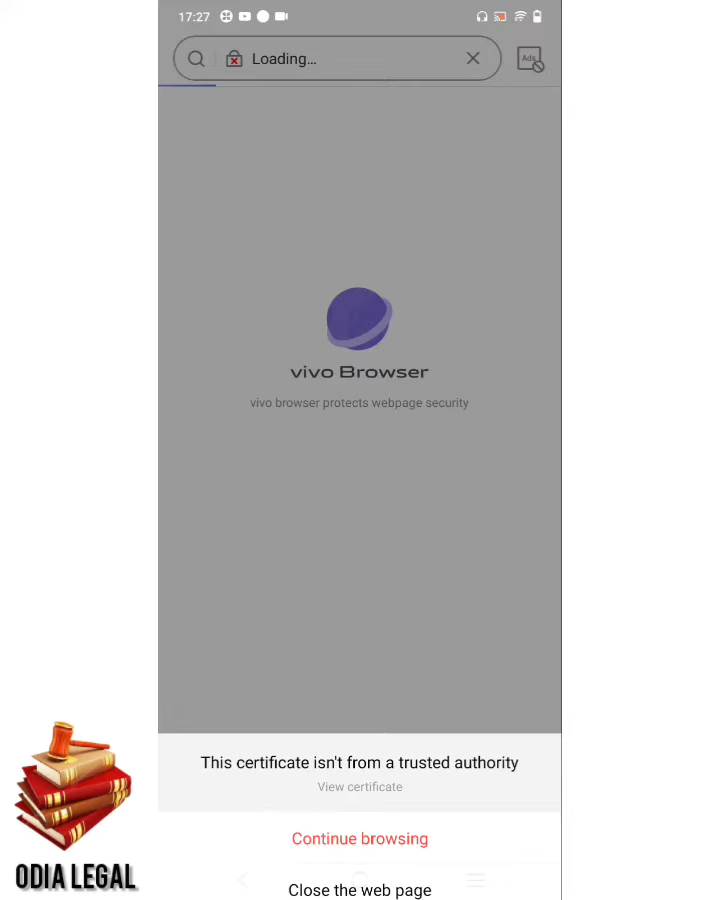 17:27
Loading...
Ads
vivo Browser
vivo browser protects webpage security
This certificate isn't from a trusted authority
View certificate
Continue browsing
Close the web page
ODIA LEGAL